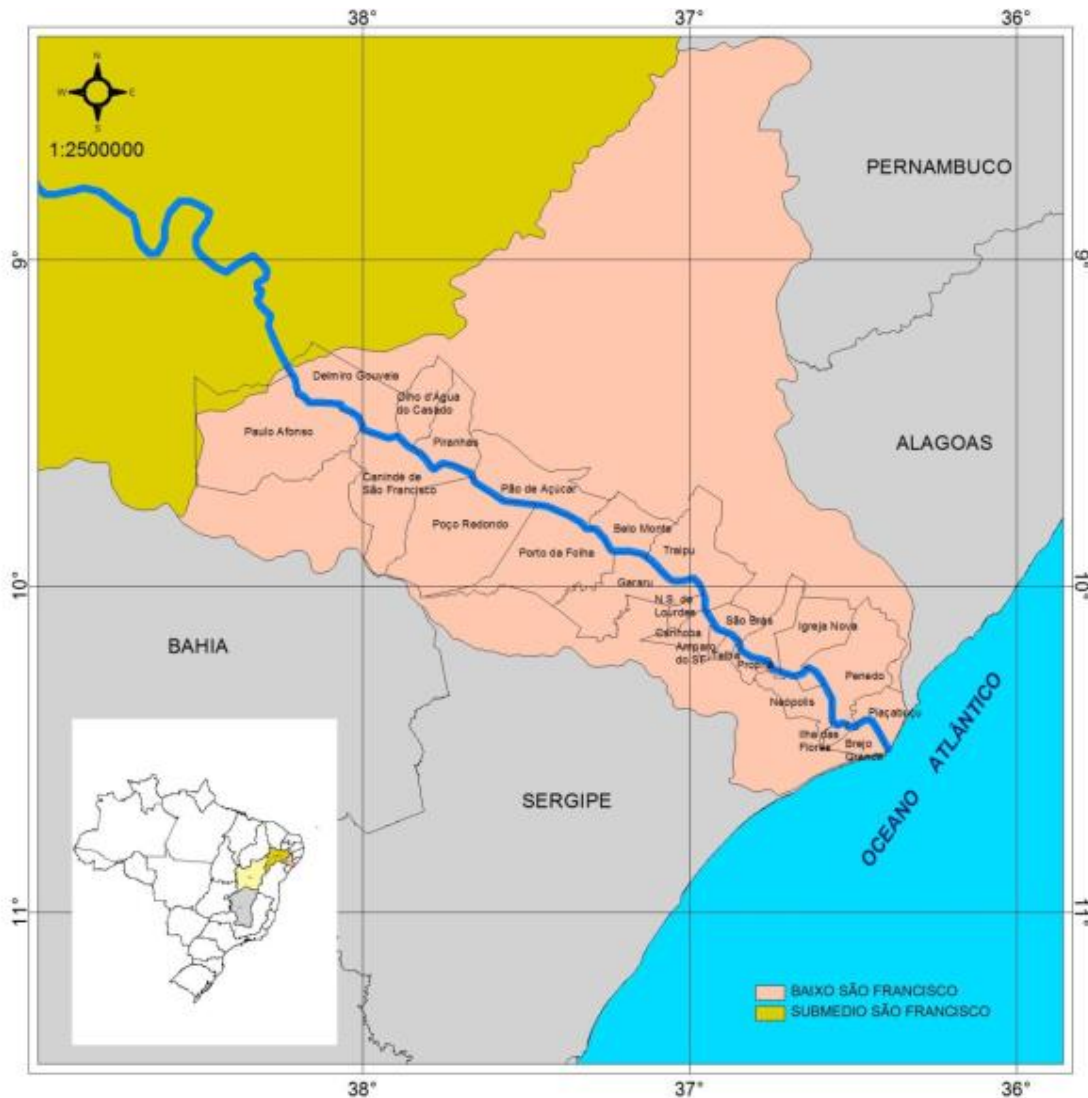 38°
37°
36°
N
W
E
S
1:2500000
PERNAMBUCO
9°
9°
Delmiro Gouveia
Olho d'Água
do Casado
Paulo Afonso
ALAGOAS
Piranhas
Canindé de
São Francisco
Pão de Açúcar
Poço Redondo
Belo Monte
Porto da Folha
Traipu
10°
10°
Gararu
N.S. de
Lourdes
São Brás
Igreja Nova
Canhoba
BAHIA
Amparo
do SF
Telha
Propriá
Penedo
Neópolis
Piaçabuçu
Ilha das
Flores
Brejo
Grande
OCEANO ATLÂNTICO
SERGIPE
11°
11°
BAIXO SÃO FRANCISCO
SUBMEDIO SÃO FRANCISCO
38°
37°
36°